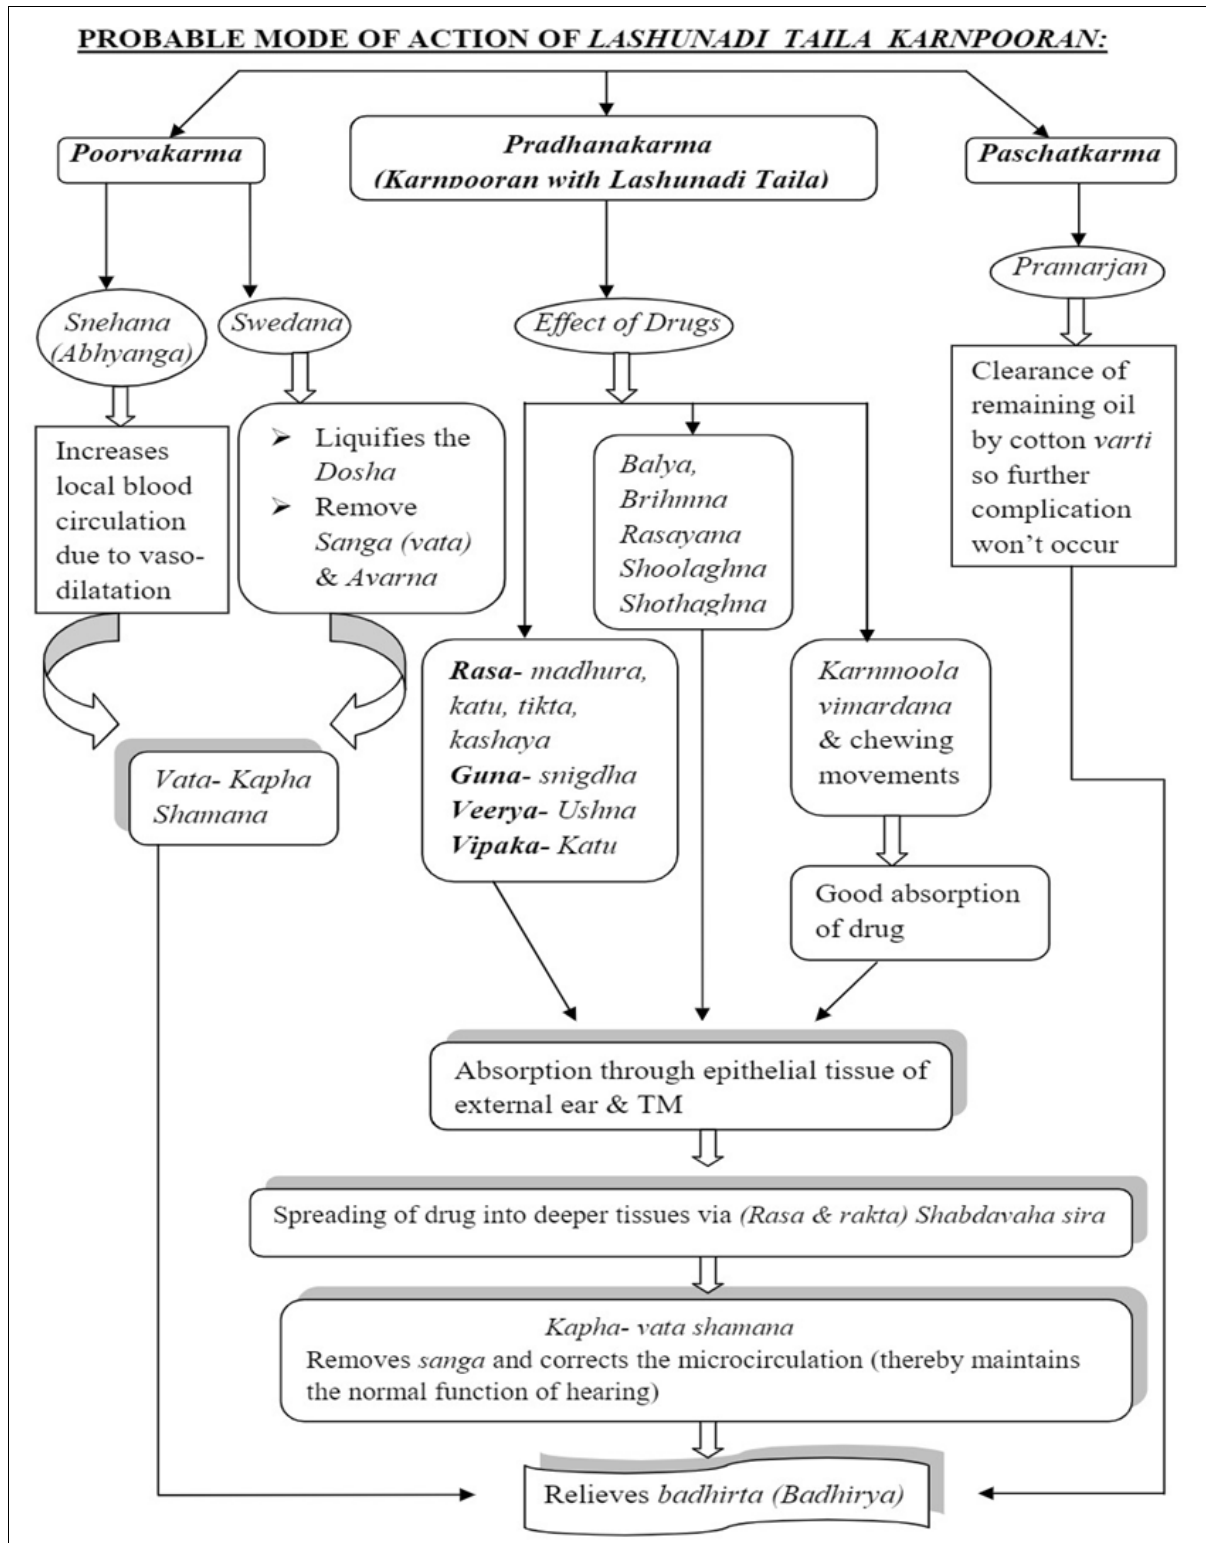 PROBABLE MODE OF ACTION OF LASHUNADI TAILA KARNPOORAN:
Poorvakarma
Pradhanakarma
(Karnpooran with Lashunadi Taila)
Paschatkarma
Snehana
(Abhyanga)
Swedana
Effect of Drugs
Pramarjan
Increases
local blood
circulation
due to vaso-
dilatation
➢ Liquifies the
Dosha
➢ Remove
Sanga (vata)
& Avarna
Vata- Kapha
Shamana
Balya,
Brihmna
Rasayana
Shoolaghna
Shothaghna
Rasa- madhura,
katu, tikta,
kashaya
Guna- snigdha
Veerya- Ushna
Vipaka- Katu
Karnmoola
vimardana
& chewing
movements
Good absorption
of drug
Clearance of
remaining oil
by cotton varti
so further
complication
won't occur
Absorption through epithelial tissue of
external ear & TM
Spreading of drug into deeper tissues via (Rasa & rakta) Shabdavaha sira
Kapha- vata shamana
Removes sanga and corrects the microcirculation (thereby maintains
the normal function of hearing)
Relieves badhirta (Badhirya)